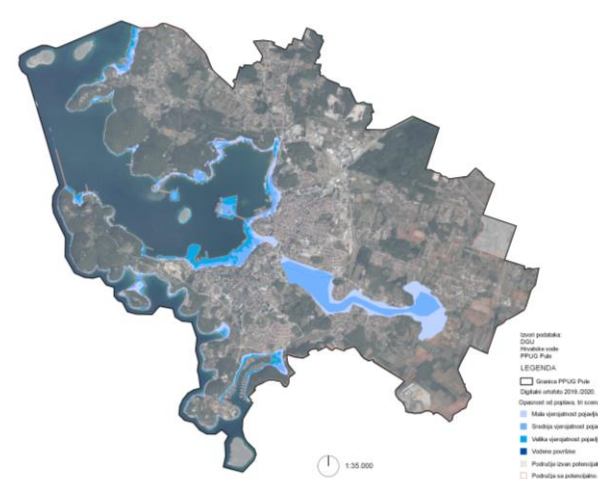 1:35.000
Izvori podataka:
DGU
Hrvatske vode
PPUG Pule
LEGENDA
Granica PPUG Pule
Digitalni ortofoto 2019./2020.
Opasnost od poplava, tri scena
Mala vjerojatnost pojavlj
Srednja vjerojatnost poja
Velika vjerojatnost pojavlj
Vodene površine
Područja izvan potencijal
Područja sa potencijalno